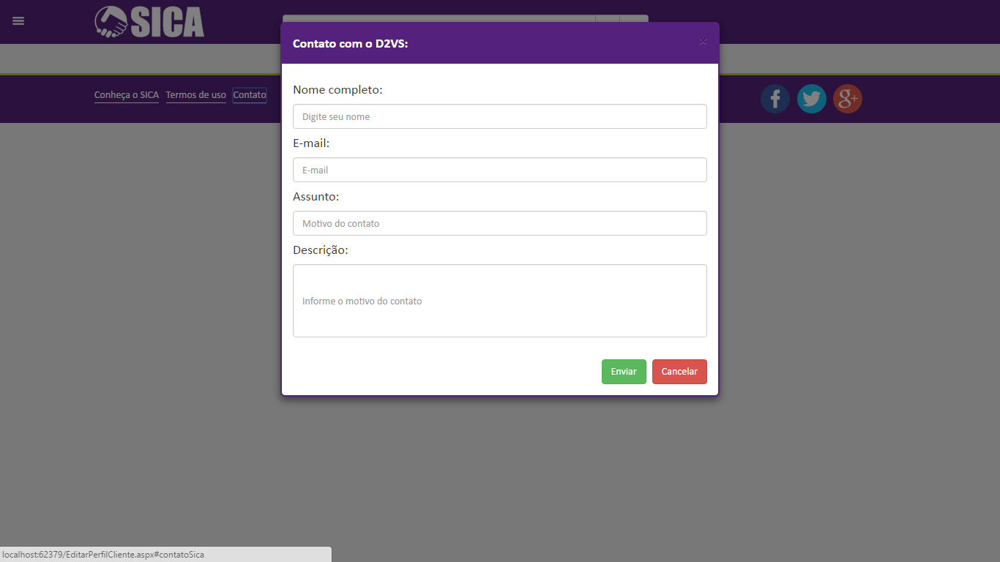 SICA
Contato com o D2VS:
×
Conheça o SICA Termos de uso Contato
Nome completo:
Digite seu nome
E-mail:
E-mail
Assunto:
Motivo do contato
Descrição:
Informe o motivo do contato
Enviar Cancelar
f g+
localhost:62379/EditarPerfilCliente.aspx#contatoSica